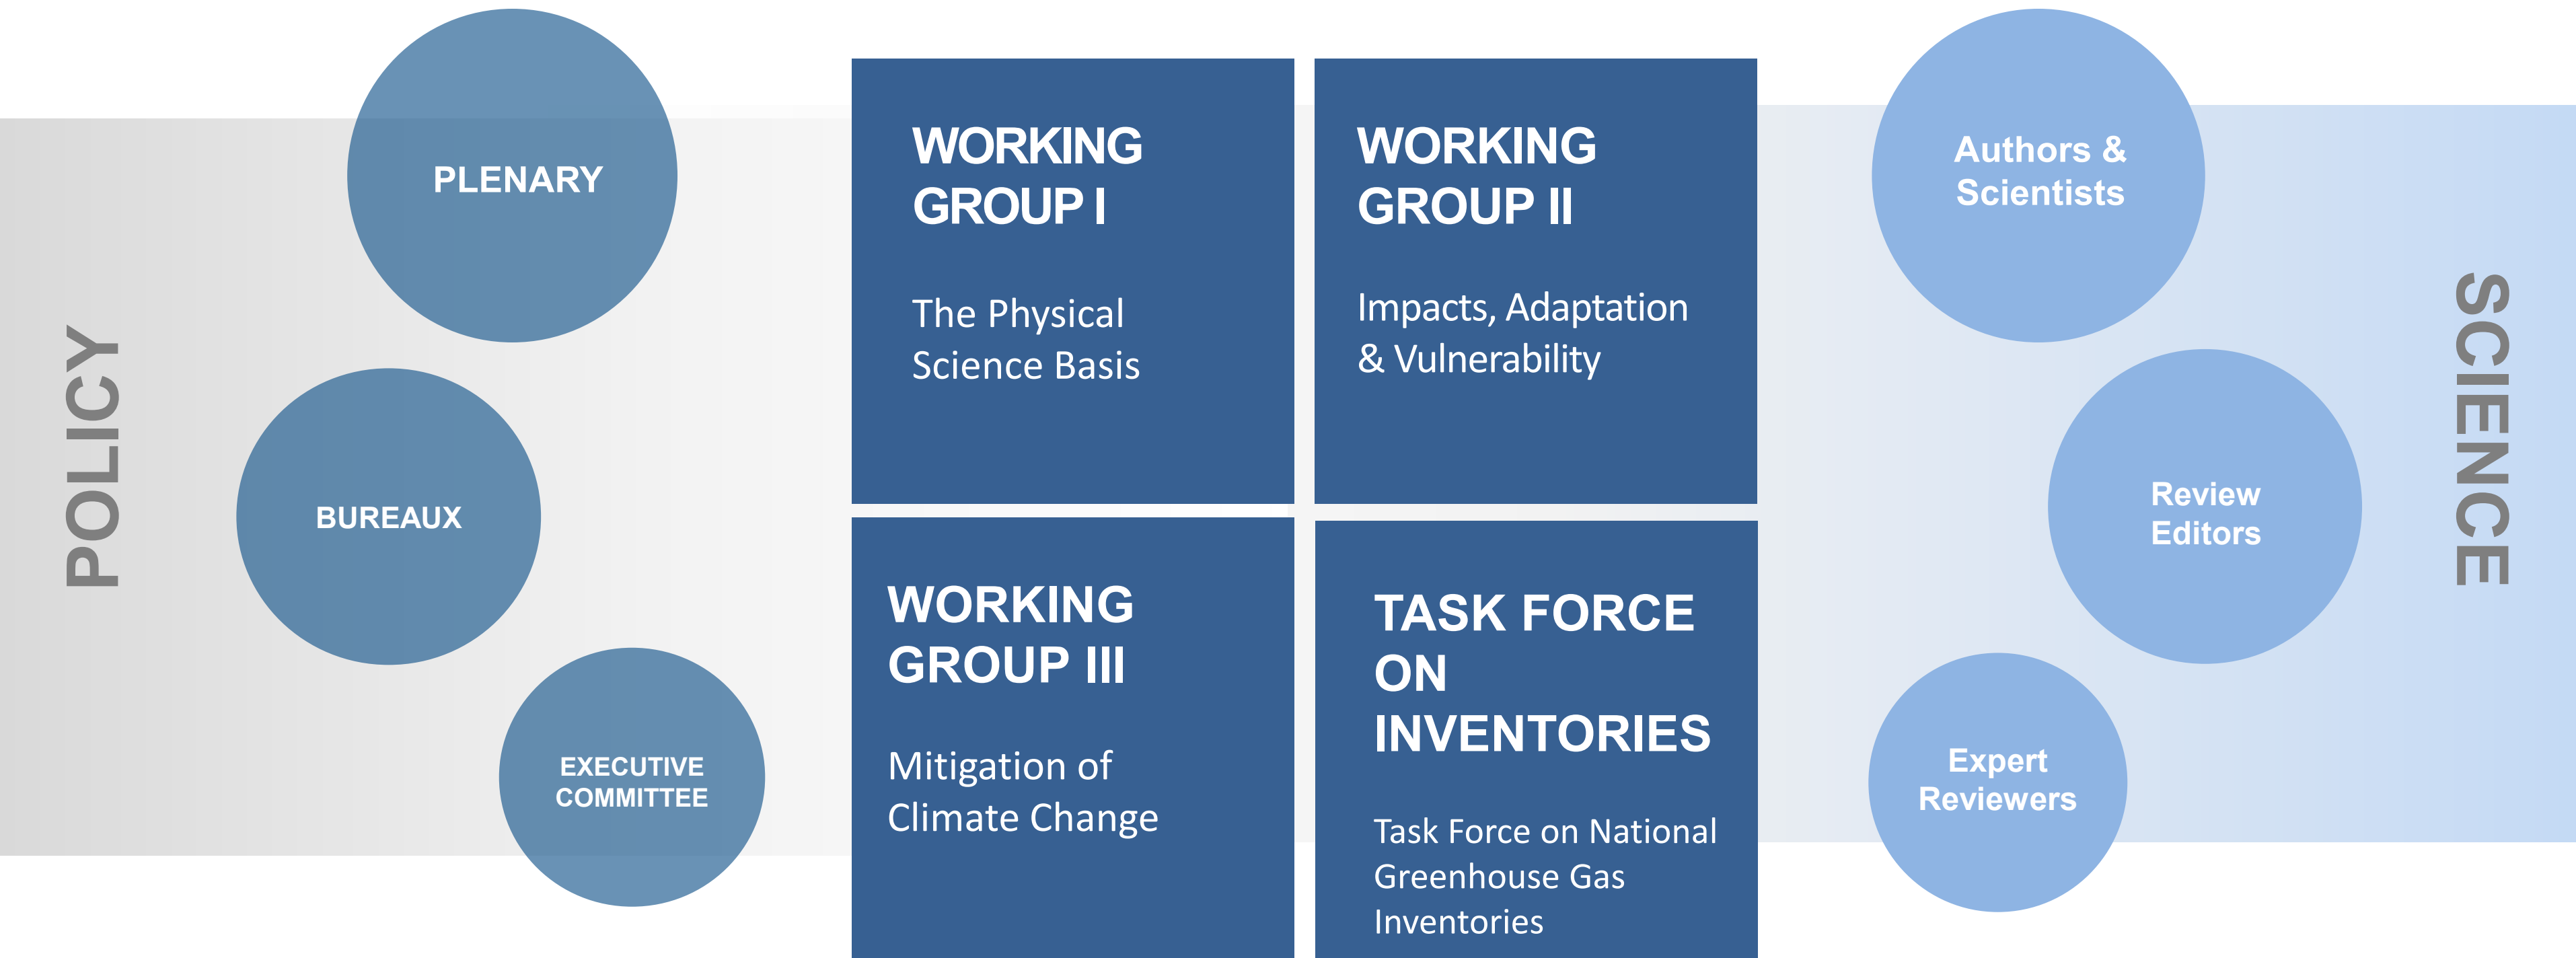 POLICY
PLENARY
BUREAUX
EXECUTIVE
COMMITTEE
WORKING
GROUP I
The Physical
Science Basis
WORKING
GROUP II
Impacts, Adaptation
& Vulnerability
WORKING
GROUP III
Mitigation of
Climate Change
TASK FORCE
ON
INVENTORIES
Task Force on National
Greenhouse Gas
Inventories
Authors &
Scientists
Review
Editors
Expert
Reviewers
SCIENCE